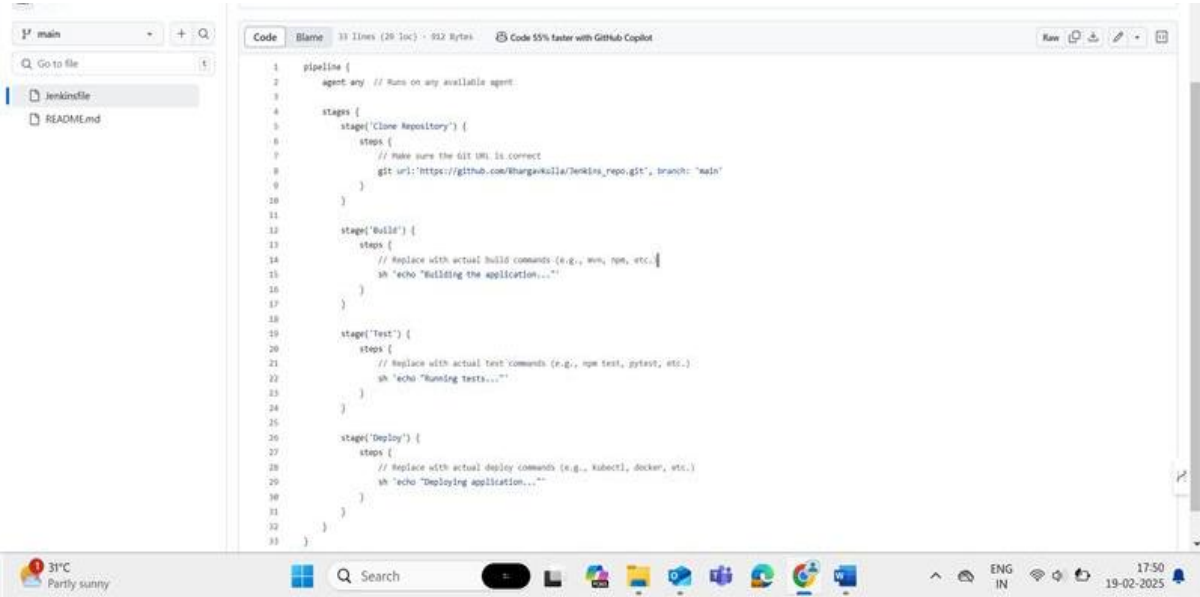 main
Go to file
t
Jenkinsfile
README.md
Code Blame 33 lines (28 loc) · 912 Bytes Code 55% faster with GitHub Copilot
Raw
1 pipeline {
2 agent any // Runs on any available agent
3
4 stages {
5 stage('Clone Repository') {
6 steps {
7 // Make sure the Git URL is correct
8 git url:'https://github.com/BhargavKulla/Jenkins_repo.git', branch: 'main'
9 }
10 }
11
12 stage('Build') {
13 steps {
14 // Replace with actual build commands (e.g., mvn, npm, etc.)
15 sh 'echo "Building the application..."'
16 }
17 }
18
19 stage('Test') {
20 steps {
21 // Replace with actual test commands (e.g., npm test, pytest, etc.)
22 sh 'echo "Running tests..."'
23 }
24 }
25
26 stage('Deploy') {
27 steps {
28 // Replace with actual deploy commands (e.g., kubectl, docker, etc.)
29 sh 'echo "Deploying application..."'
30 }
31 }
32 }
33 }
1
31°C
Partly sunny
Search
ENG
IN
17:50
19-02-2025